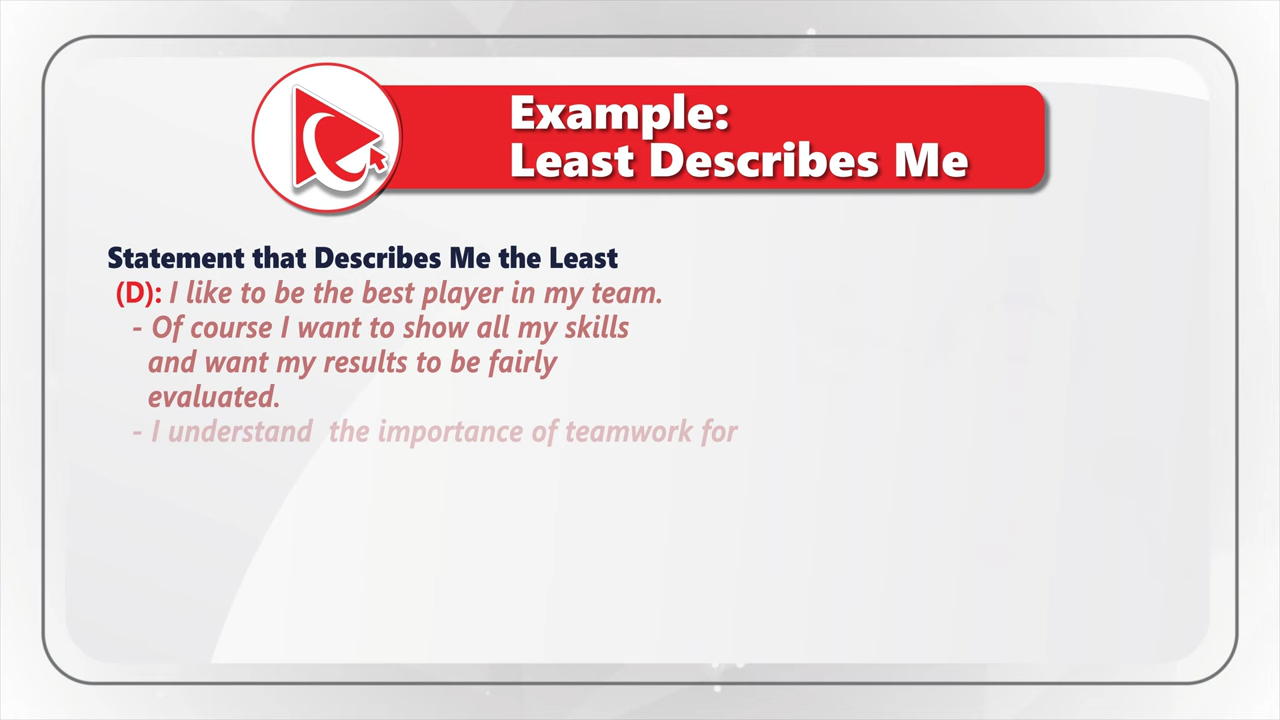 Example:
Least Describes Me
Statement that Describes Me the Least
(D): I like to be the best player in my team.
- Of course I want to show all my skills
and want my results to be fairly
evaluated.
- I understand the importance of teamwork for